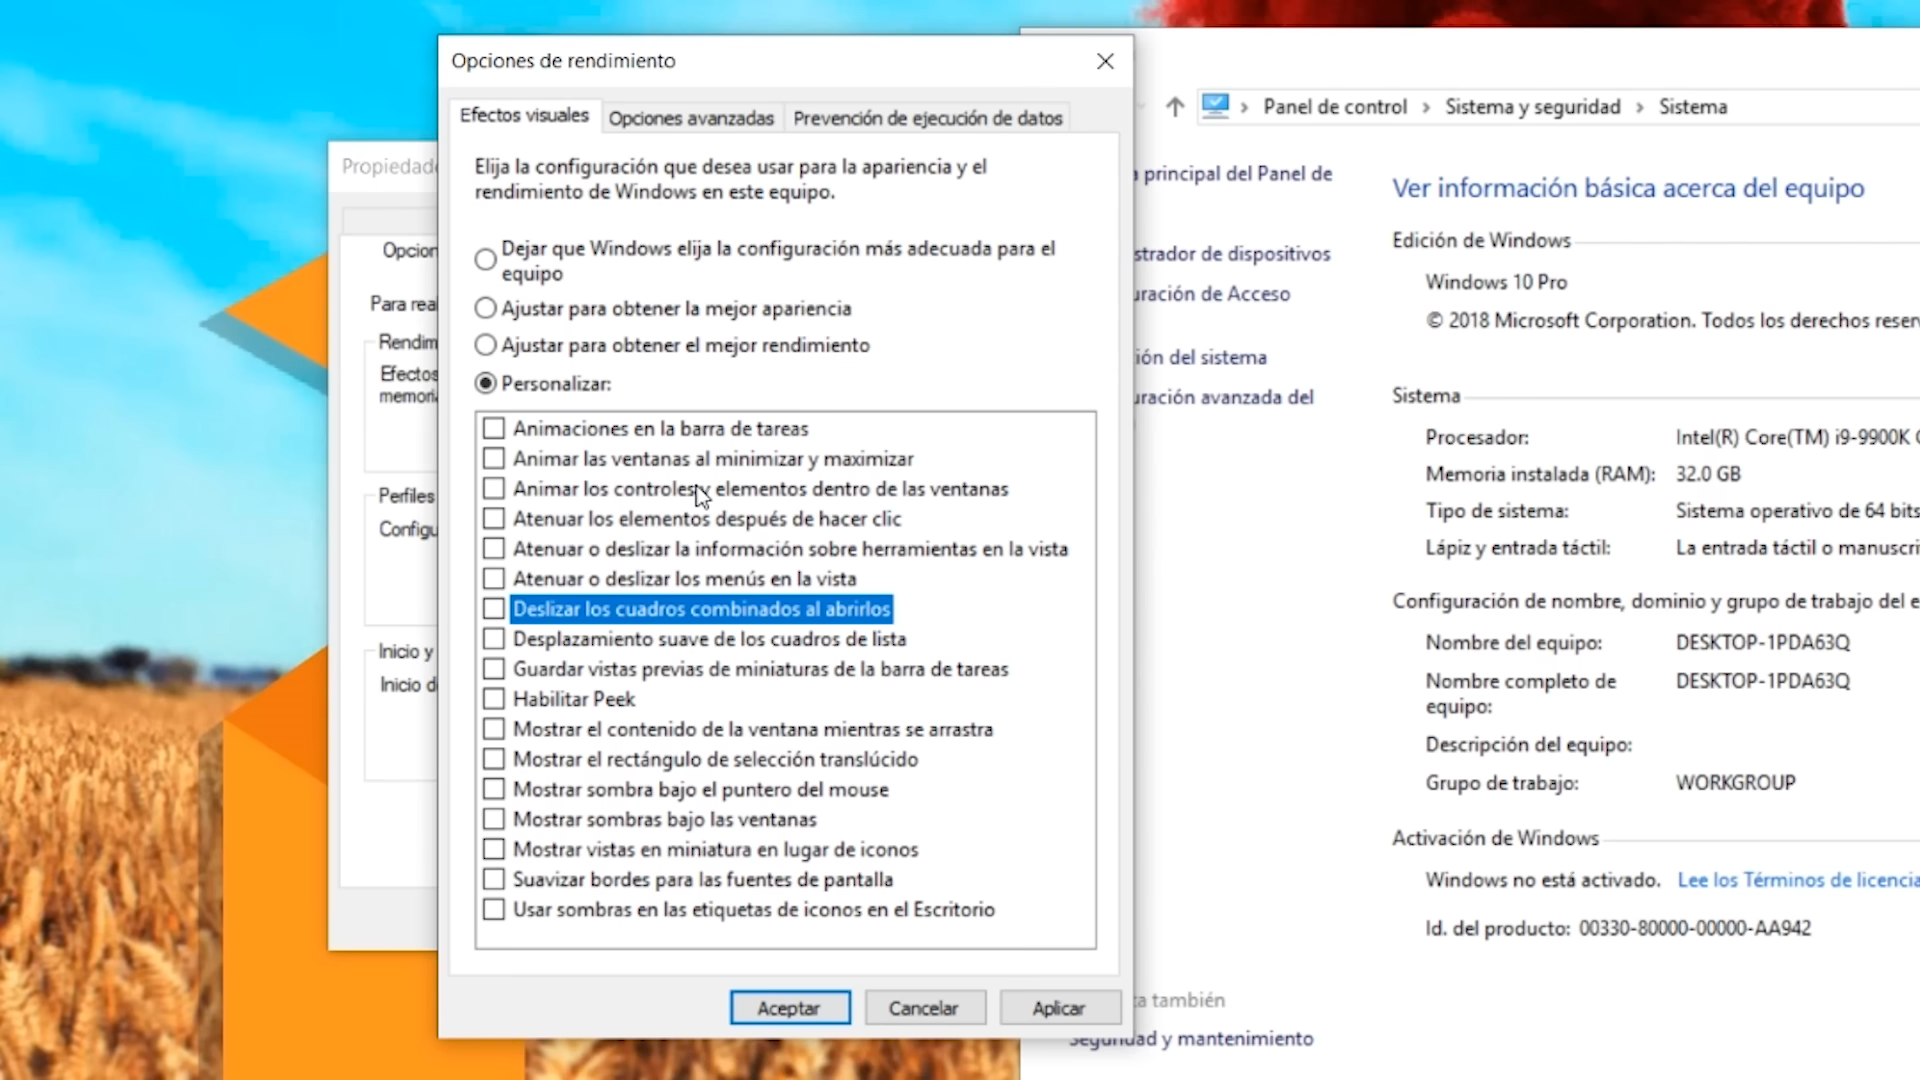 Opciones de rendimiento
Efectos visuales
Opciones avanzadas
Prevención de ejecución de datos
Elija la configuración que desea usar para la apariencia y el
rendimiento de Windows en este equipo.
Dejar que Windows elija la configuración más adecuada para el
equipo
Ajustar para obtener la mejor apariencia
Ajustar para obtener el mejor rendimiento
Personalizar:
Animaciones en la barra de tareas
Animar las ventanas al minimizar y maximizar
Animar los controles y elementos dentro de las ventanas
Atenuar los elementos después de hacer clic
Atenuar o deslizar la información sobre herramientas en la vista
Atenuar o deslizar los menús en la vista
Deslizar los cuadros combinados al abrirlos
Desplazamiento suave de los cuadros de lista
Guardar vistas previas de miniaturas de la barra de tareas
Habilitar Peek
Mostrar el contenido de la ventana mientras se arrastra
Mostrar el rectángulo de selección translúcido
Mostrar sombra bajo el puntero del mouse
Mostrar sombras bajo las ventanas
Mostrar vistas en miniatura en lugar de iconos
Suavizar bordes para las fuentes de pantalla
Usar sombras en las etiquetas de iconos en el Escritorio
Aceptar
Cancelar
Aplicar
Propiedad
Opcion
Para real
Rendim
Efectos
memori
Perfiles
Configu
Inicio y
Inicio d
Panel de control
Sistema y seguridad
Sistema
principal del Panel de
strador de dispositivos
uración de Acceso
ión del sistema
uración avanzada del
a también
Seguridad y mantenimiento
Ver información básica acerca del equipo
Edición de Windows
Windows 10 Pro
© 2018 Microsoft Corporation. Todos los derechos reser
Sistema
Procesador: Intel(R) Core(TM) i9-9900K
Memoria instalada (RAM): 32.0 GB
Tipo de sistema: Sistema operativo de 64 bits
Lápiz y entrada táctil: La entrada táctil o manuscri
Configuración de nombre, dominio y grupo de trabajo del e
Nombre del equipo: DESKTOP-1PDA63Q
Nombre completo de DESKTOP-1PDA63Q
equipo:
Descripción del equipo:
Grupo de trabajo: WORKGROUP
Activación de Windows
Windows no está activado. Lee los Términos de licencia
Id. del producto: 00330-80000-00000-AA942